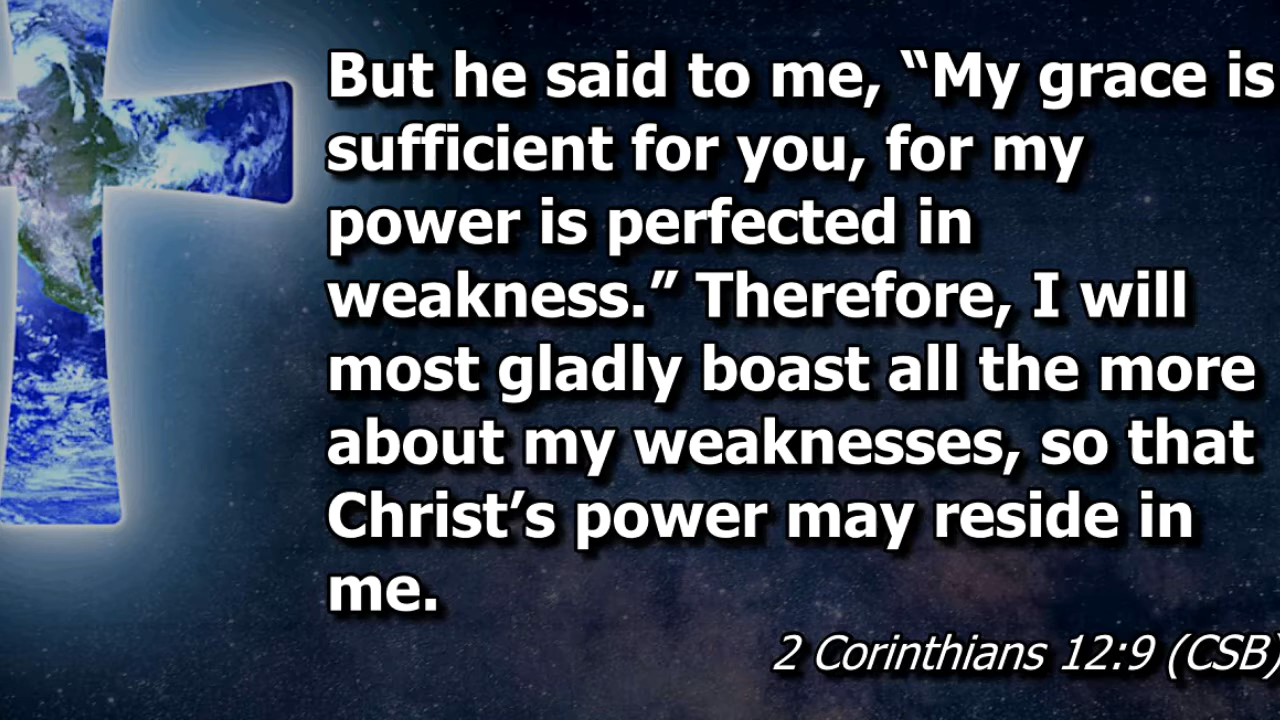 But he said to me, “My grace is
sufficient for you, for my
power is perfected in
weakness.” Therefore, I will
most gladly boast all the more
about my weaknesses, so that
Christ’s power may reside in
me.
2 Corinthians 12:9 (CSB)